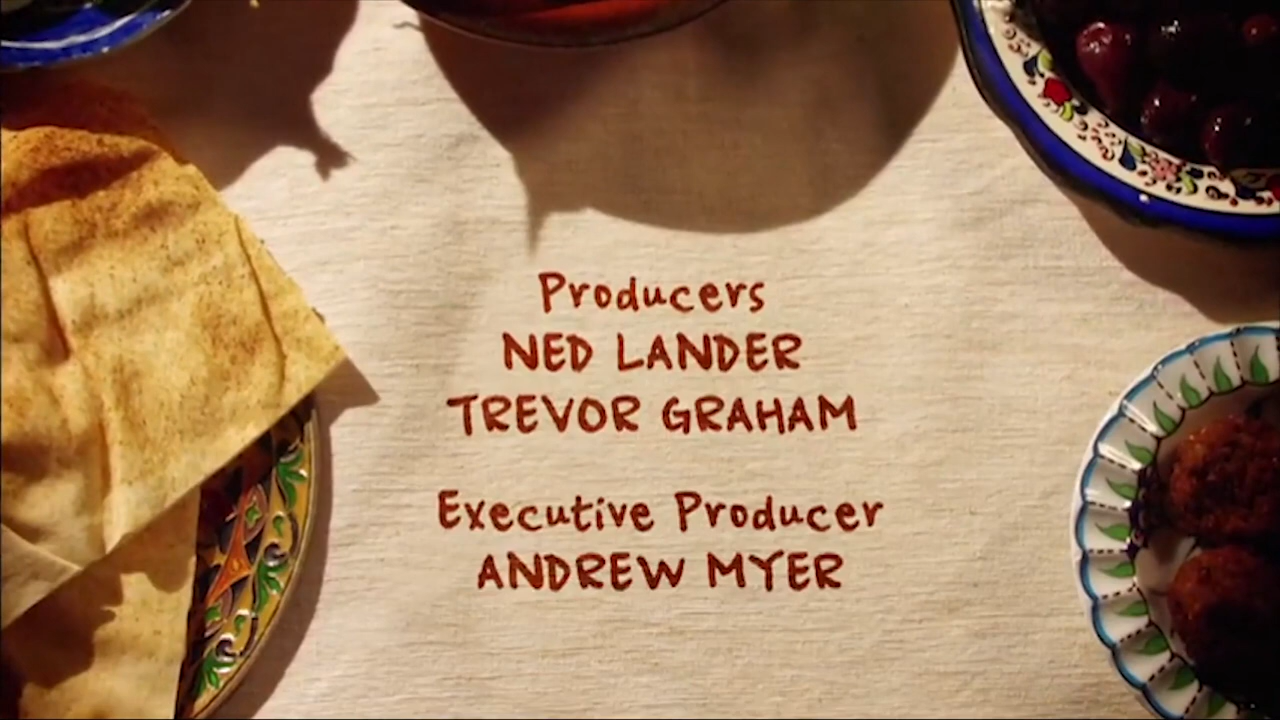 Producers
NED LANDER
TREVOR GRAHAM
Executive Producer
ANDREW MYER